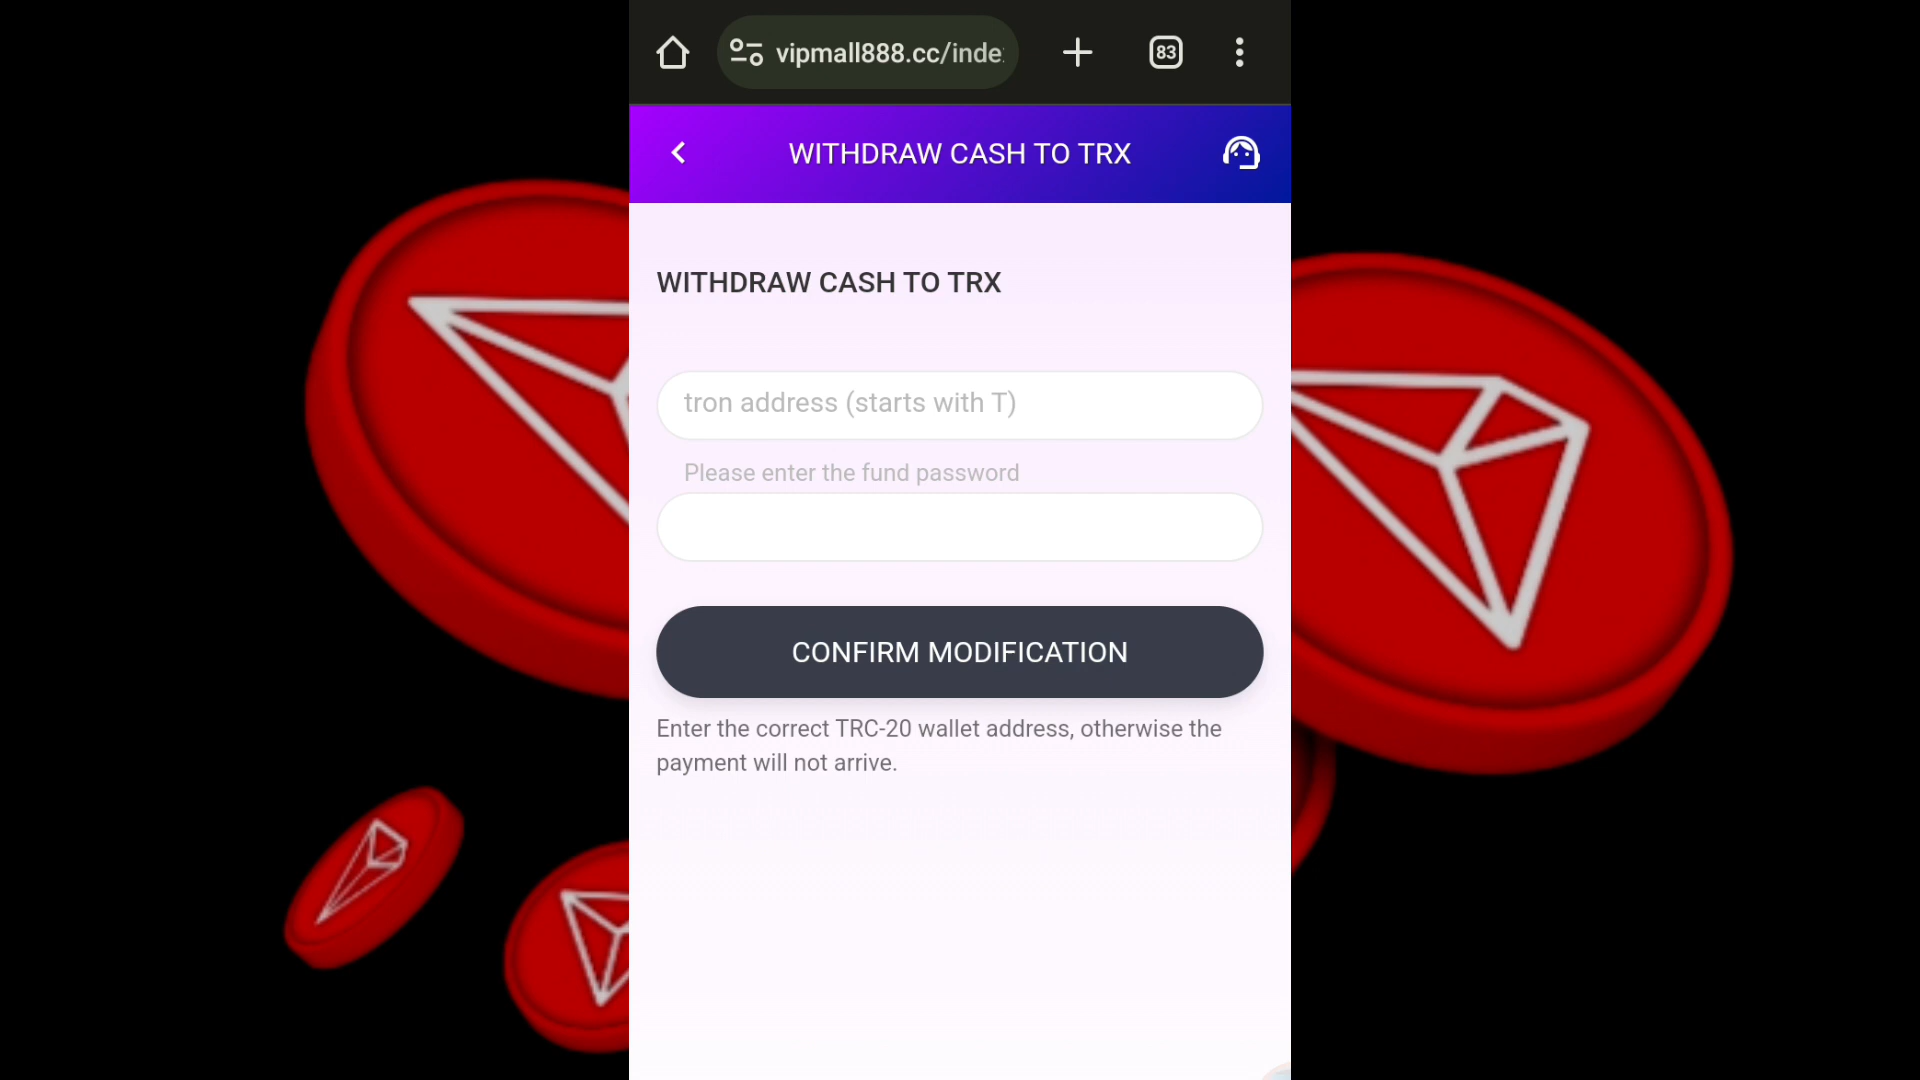 vipmall888.cc/inde
83
WITHDRAW CASH TO TRX
WITHDRAW CASH TO TRX
tron address (starts with T)
Please enter the fund password
CONFIRM MODIFICATION
Enter the correct TRC-20 wallet address, otherwise the
payment will not arrive.